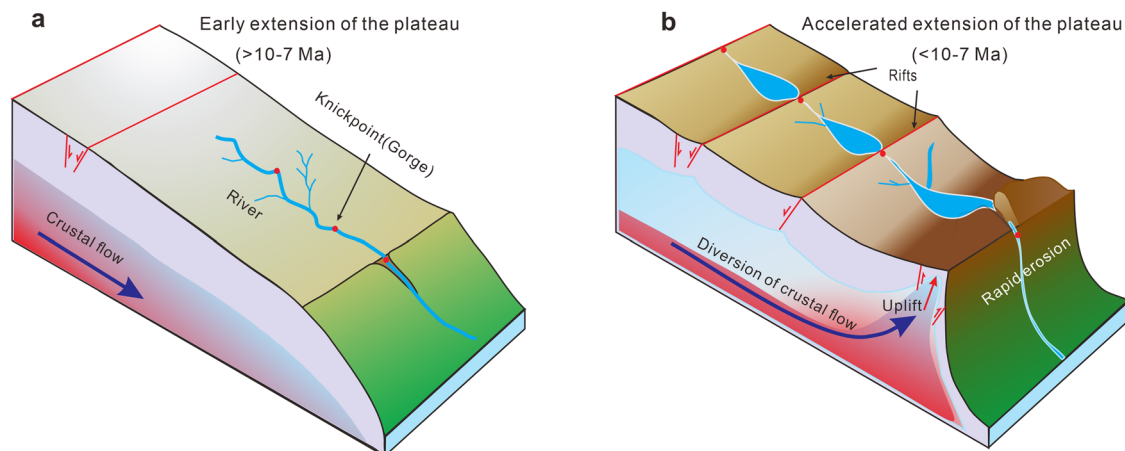 a
Early extension of the plateau
(>10-7 Ma)
Knickpoint(Gorge)
River
Crustal flow
b
Accelerated extension of the plateau
(<10-7 Ma)
Rifts
Diversion of crustal flow
Uplift
Rapid erosion